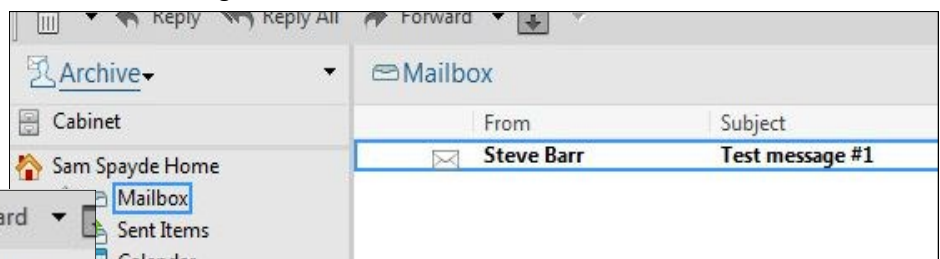 Reply Reply All Forward
Archive
Mailbox
Cabinet
From Subject
Steve Barr Test message #1
Sam Spayde Home
Mailbox
Sent Items
Calendar